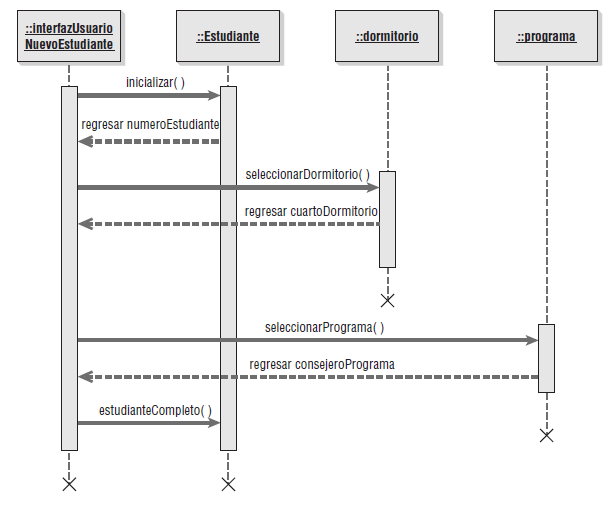 ::interfazUsuario
NuevoEstudiante
::Estudiante
::dormitorio
::programa
inicializar( )
regresar numeroEstudiante
seleccionarDormitorio( )
regresar cuartoDormitorio
seleccionarPrograma( )
regresar consejeroPrograma
estudianteCompleto( )